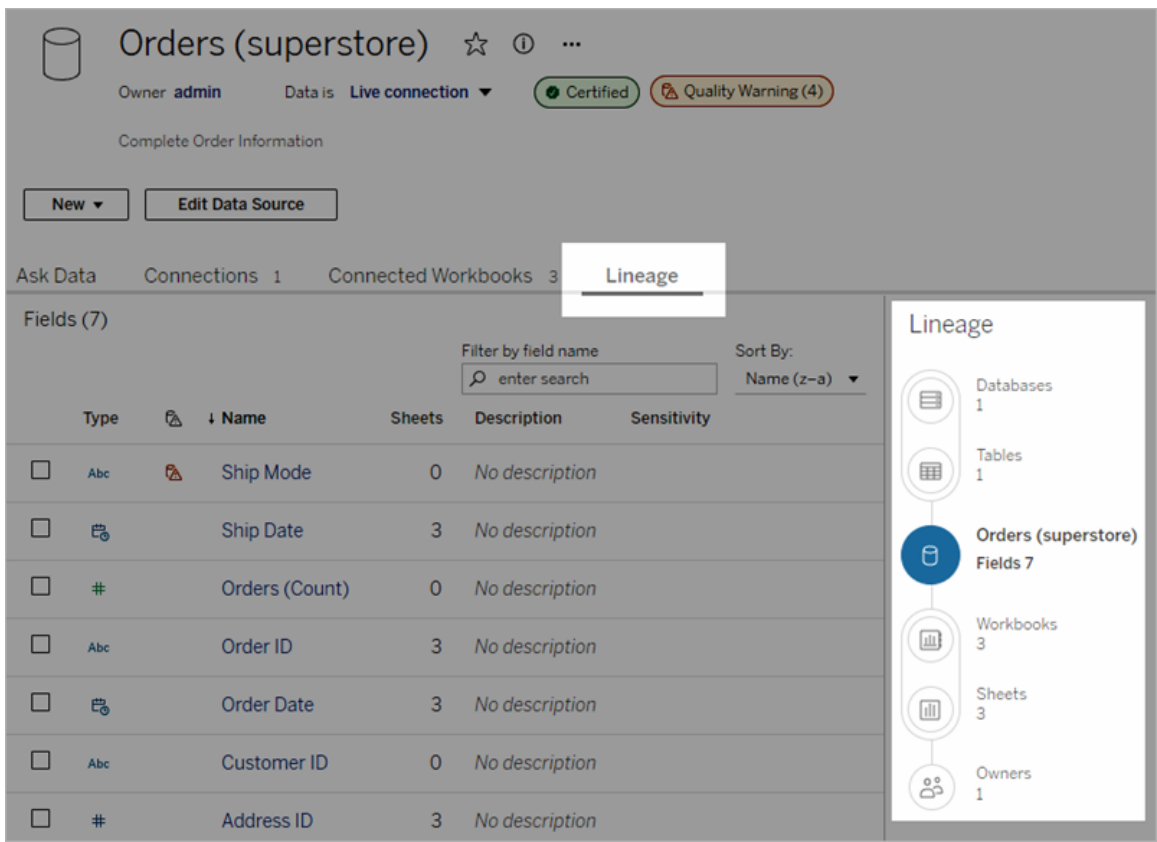 Orders (superstore)
Owner admin Data is Live connection Certified Quality Warning (4)
Complete Order Information
New Edit Data Source
Ask Data Connections 1 Connected Workbooks 3 Lineage
Fields (7)
Filter by field name Sort By:
enter search Name (z–a)
Type Name Sheets Description Sensitivity
Abc Ship Mode 0 No description
Ship Date 3 No description
# Orders (Count) 0 No description
Abc Order ID 3 No description
Order Date 3 No description
Abc Customer ID 0 No description
# Address ID 3 No description
Lineage
Databases
1
Tables
1
Orders (superstore)
Fields 7
Workbooks
3
Sheets
3
Owners
1